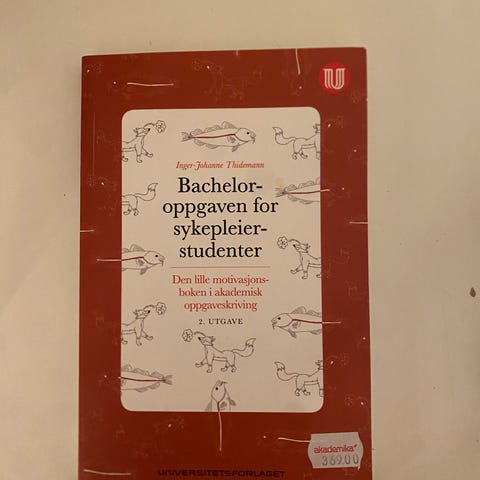 Inger-Johanne Thidemann
Bachelor-
oppgaven for
sykepleier-
studenter
Den lille motivasjons-
boken i akademisk
oppgaveskriving
2. UTGAVE
akademika
369.00
UNIVERSITETSFORLAGET